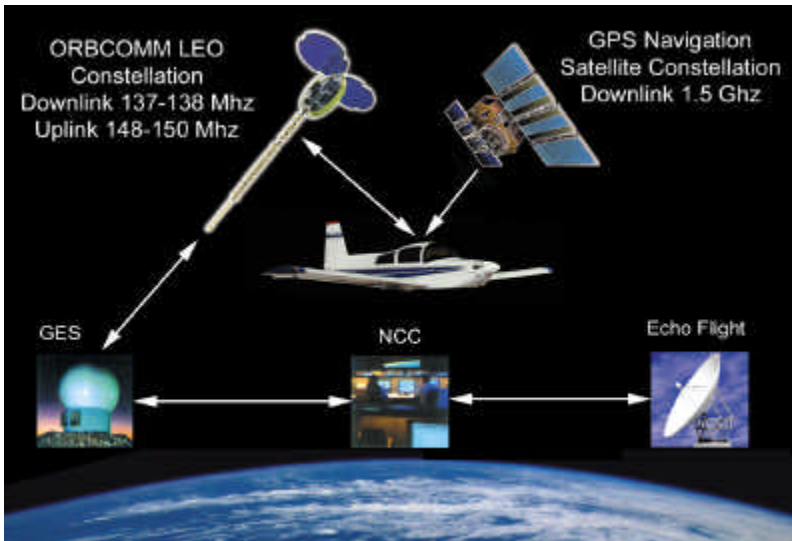 ORBCOMM LEO
Constellation
Downlink 137-138 Mhz
Uplink 148-150 Mhz
GPS Navigation
Satellite Constellation
Downlink 1.5 Ghz
GES
NCC
Echo Flight